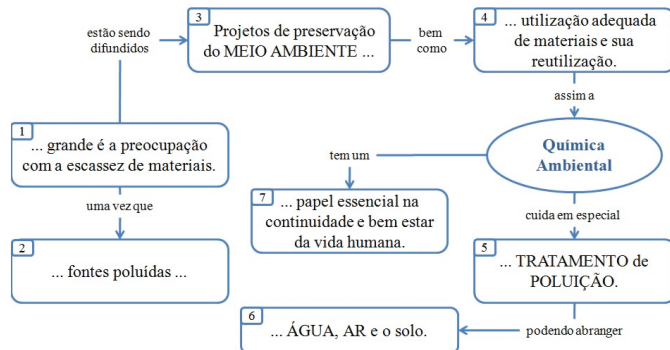 3
Projetos de preservação
do MEIO AMBIENTE ...
estão sendo
difundidos
bem
como
4
... utilização adequada
de materiais e sua
reutilização.
assim a
1
... grande é a preocupação
com a escassez de materiais.
Química
Ambiental
tem um
7
... papel essencial na
continuidade e bem estar
da vida humana.
uma vez que
cuida em especial
2
... fontes poluídas ...
5
... TRATAMENTO de
POLUIÇÃO.
6
... ÁGUA, AR e o solo.
podendo abranger